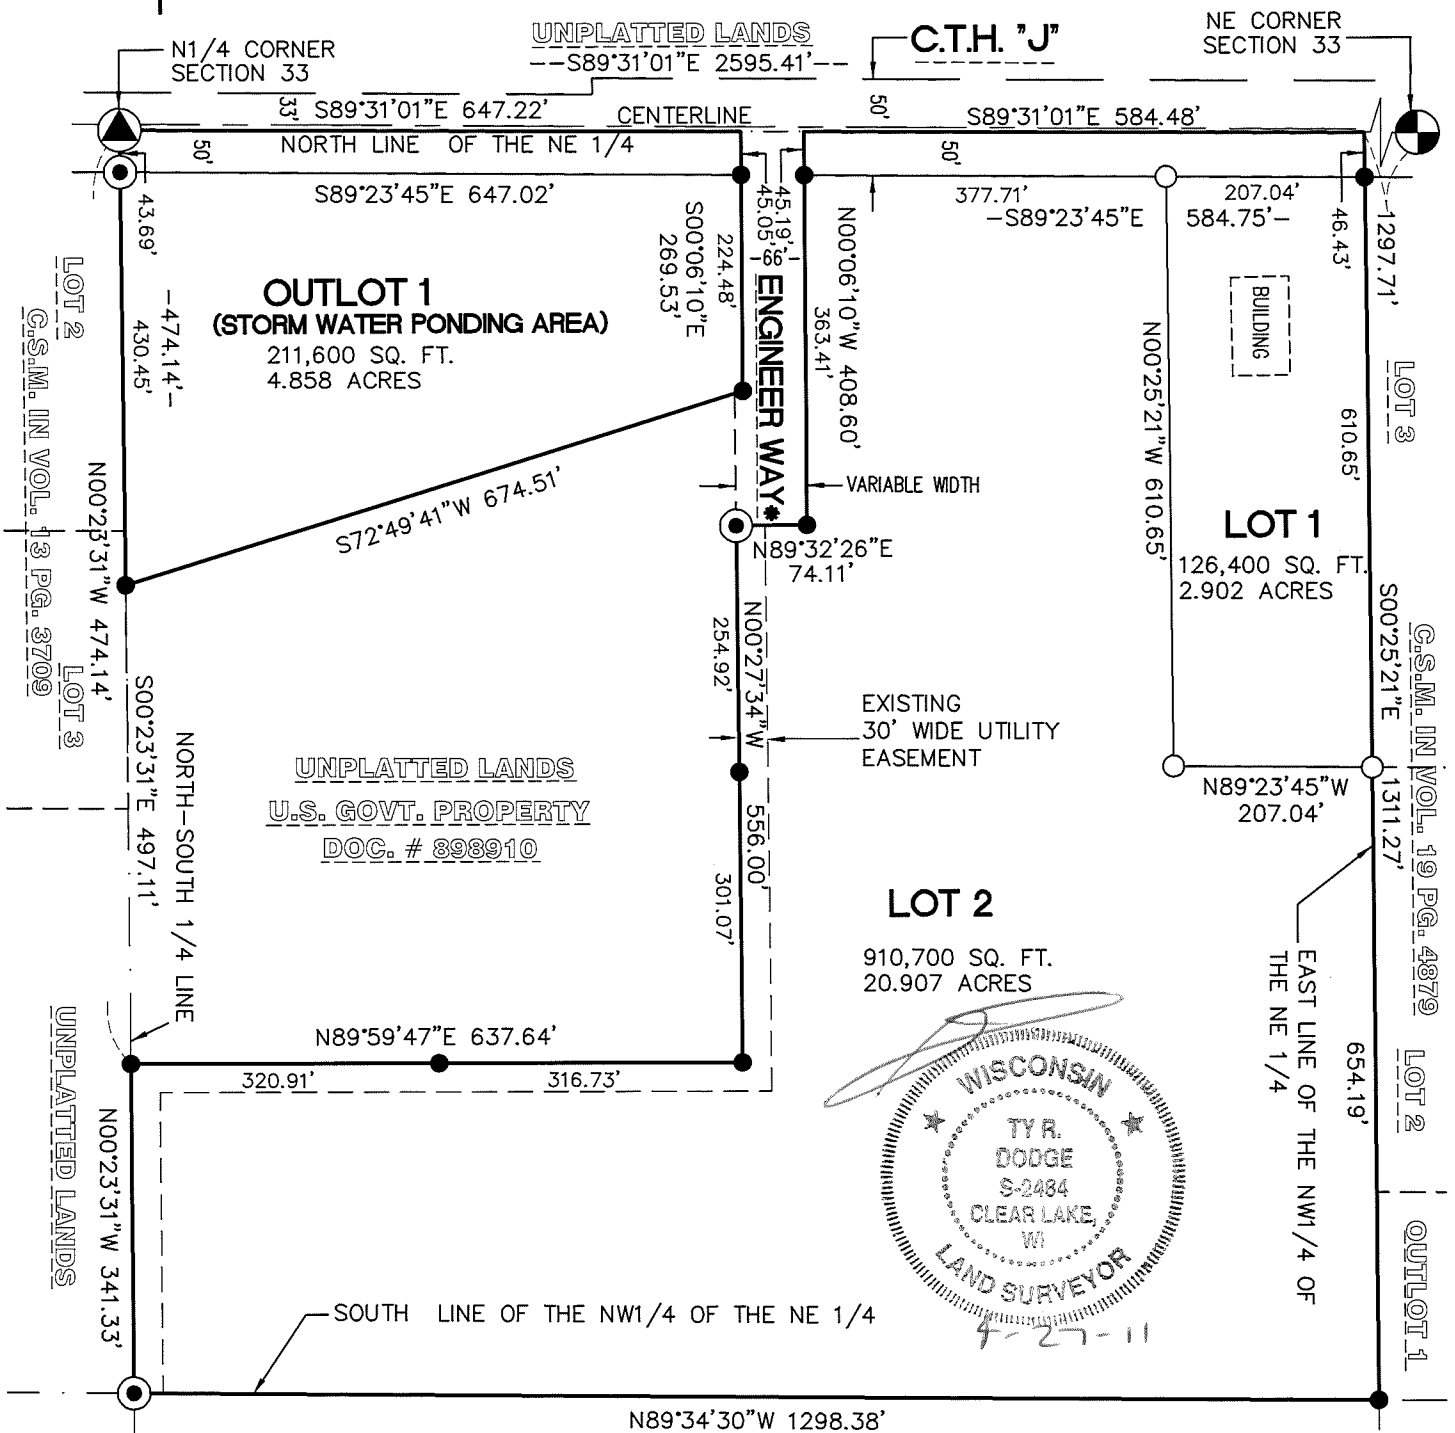 UNPLATTED LANDS
--S89°31'01"E 2595.41'--
C.T.H. "J"
NE CORNER
SECTION 33
N1/4 CORNER
SECTION 33
33'
S89°31'01"E 647.22'
CENTERLINE
50'
S89°31'01"E 584.48'
50'
NORTH LINE OF THE NE 1/4
50'
S89°23'45"E 647.02'
377.71'
207.04'
-S89°23'45"E 584.75'-
43.69'
45.05'
45.19'
-66'-
46.43'
1297.71'
OUTLOT 1
(STORM WATER PONDING AREA)
211,600 SQ. FT.
4.858 ACRES
-474.14'-
430.45'
224.48'
S00°06'10"E
269.53'
ENGINEER WAY*
N00°06'10"W 408.60'
363.41'
BUILDING
N00°25'21"W 610.65'
610.65'
LOT 3
LOT 2
C.S.M. IN VOL. 13 PG. 3709
N00°23'31"W 474.14'
LOT 3
S72°49'41"W 674.51'
VARIABLE WIDTH
N89°32'26"E
74.11'
LOT 1
126,400 SQ. FT.
2.902 ACRES
S00°25'21"E
1311.27'
C.S.M. IN VOL. 19 PG. 4879
S00°23'31"E 497.11'
NORTH-SOUTH 1/4 LINE
254.92'
N00°27'34"W
556.00'
301.07'
EXISTING
30' WIDE UTILITY
EASEMENT
UNPLATTED LANDS
U.S. GOVT. PROPERTY
DOC. # 898910
N89°23'45"W
207.04'
LOT 2
910,700 SQ. FT.
20.907 ACRES
EAST LINE OF THE NW1/4 OF
THE NE 1/4
654.19'
LOT 2
OUTLOT 1
N89°59'47"E 637.64'
320.91'
316.73'
UNPLATTED LANDS
N00°23'31"W 341.33'
WISCONSIN
TY R.
DODGE
S-2484
CLEAR LAKE,
WI
LAND SURVEYOR
4-27-11
SOUTH LINE OF THE NW1/4 OF THE NE 1/4
N89°34'30"W 1298.38'